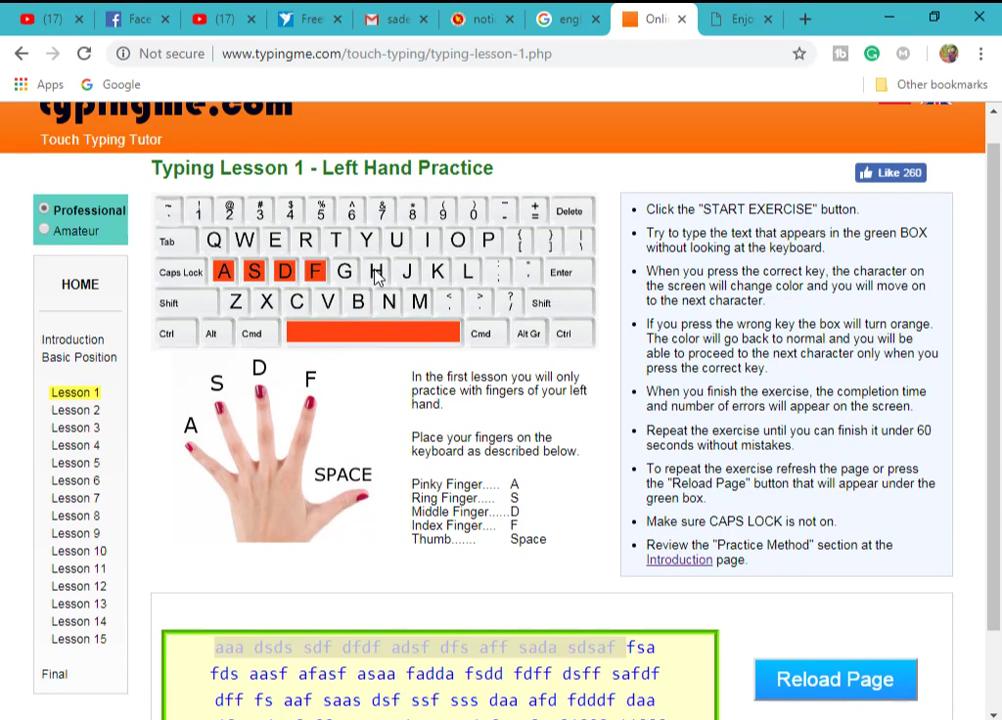 (17) Face (17) Free sade noti engl Onli Enjo
Not secure www.typingme.com/touch-typing/typing-lesson-1.php
Apps Google Other bookmarks
typingme.com
Touch Typing Tutor
Typing Lesson 1 - Left Hand Practice
Like 260
Professional
Amateur
HOME
Introduction
Basic Position
Lesson 1
Lesson 2
Lesson 3
Lesson 4
Lesson 5
Lesson 6
Lesson 7
Lesson 8
Lesson 9
Lesson 10
Lesson 11
Lesson 12
Lesson 13
Lesson 14
Lesson 15
Final
~ ! @ # $ % ^ & * ( ) - + Delete
1 2 3 4 5 6 7 8 9 0 =
Tab Q W E R T Y U I O P { } |
[ ] \
Caps Lock A S D F G H J K L : " Enter
Shift Z X C V B N M < > ? Shift
, . /
Ctrl Alt Cmd Cmd Alt Gr Ctrl
A S D F
SPACE
In the first lesson you will only
practice with fingers of your left
hand.
Place your fingers on the
keyboard as described below.
Pinky Finger..... A
Ring Finger...... S
Middle Finger......D
Index Finger.... F
Thumb....... Space
• Click the "START EXERCISE" button.
• Try to type the text that appears in the green BOX
without looking at the keyboard.
• When you press the correct key, the character on
the screen will change color and you will move on
to the next character.
• If you press the wrong key the box will turn orange.
The color will go back to normal and you will be
able to proceed to the next character only when you
press the correct key.
• When you finish the exercise, the completion time
and number of errors will appear on the screen.
• Repeat the exercise until you can finish it under 60
seconds without mistakes.
• To repeat the exercise refresh the page or press
the "Reload Page" button that will appear under the
green box.
• Make sure CAPS LOCK is not on.
• Review the "Practice Method" section at the
Introduction page.
aaa dsds sdf dfdf adsf dfs aff sada sdsaf fsa
fds aasf afasf asaa fadda fsdd fdff dsff safdf
dff fs aaf saas dsf ssf sss daa afd fddf daa
Reload Page